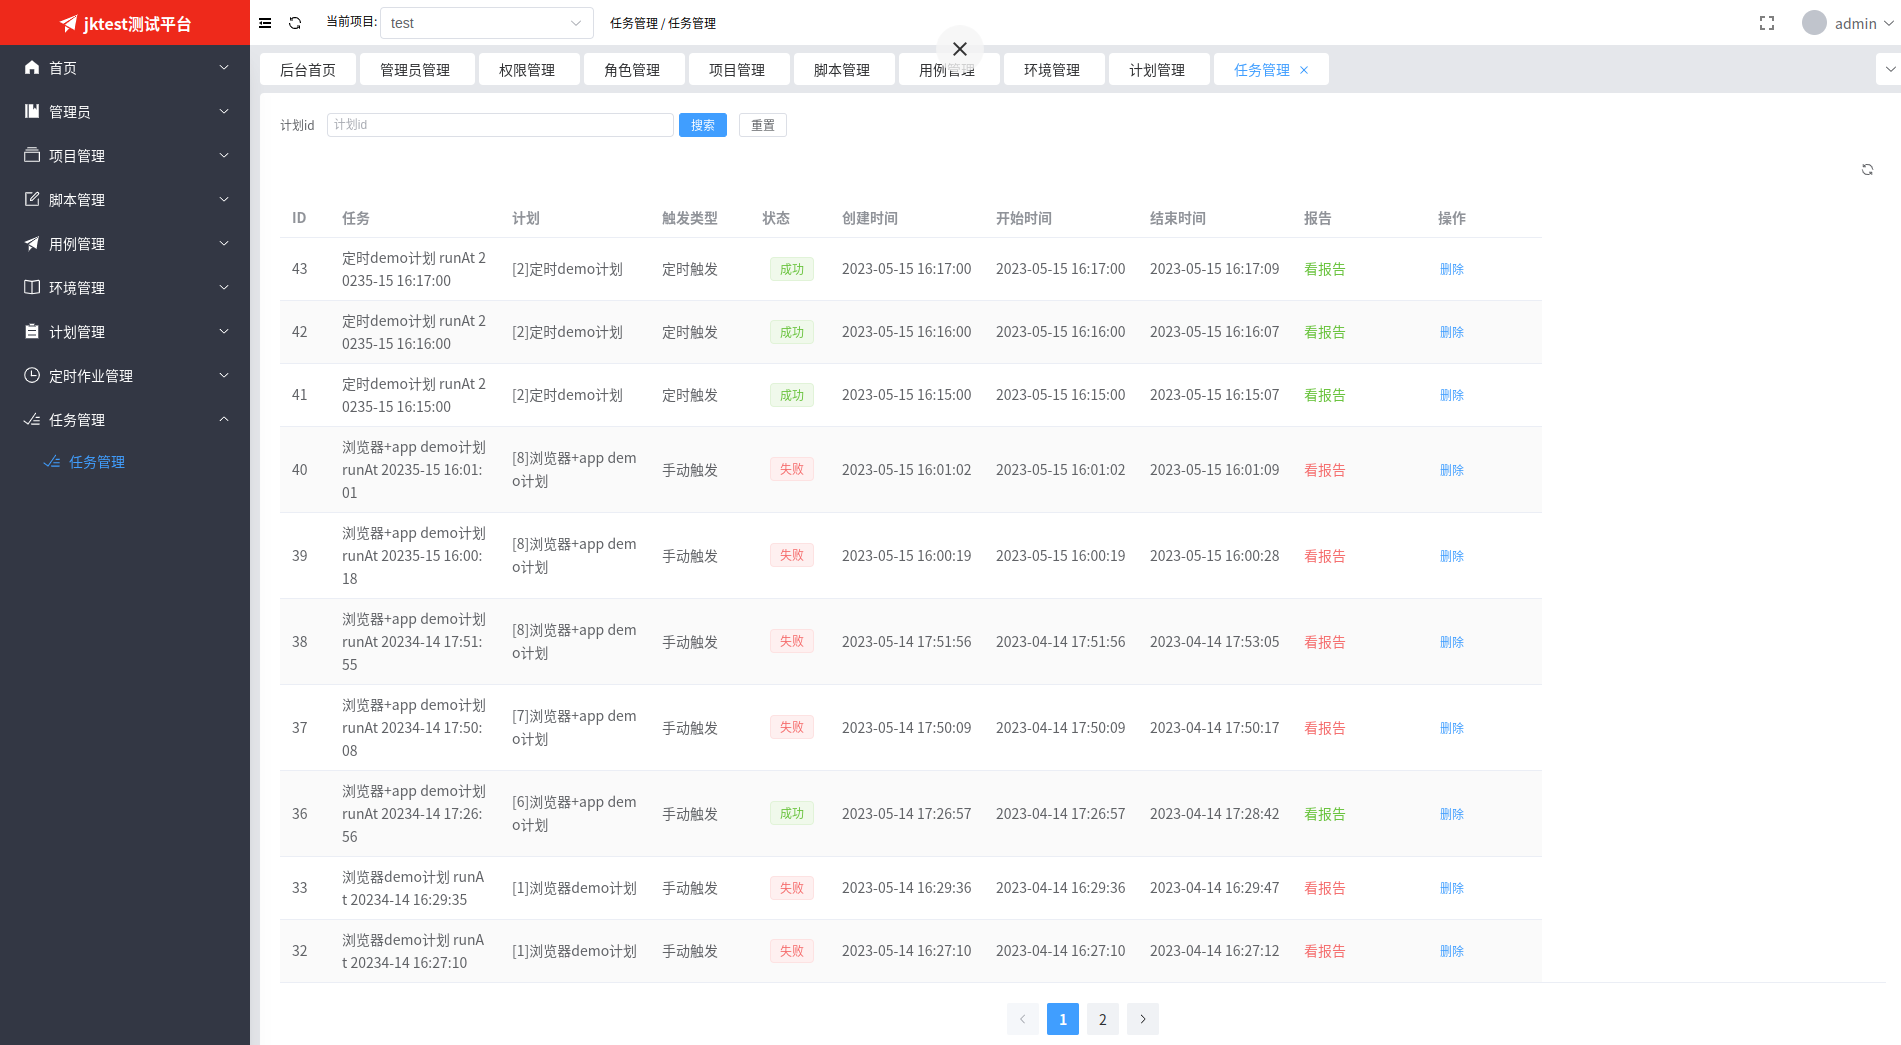 jktest测试平台
当前项目: test 任务管理 / 任务管理
admin
首页
管理员
项目管理
脚本管理
用例管理
环境管理
计划管理
定时作业管理
任务管理
任务管理
后台首页 管理员管理 权限管理 角色管理 项目管理 脚本管理 用例管理 环境管理 计划管理 任务管理
计划id 计划id 搜索 重置
ID 任务 计划 触发类型 状态 创建时间 开始时间 结束时间 报告 操作
定时demo计划 runAt 2
43 [2]定时demo计划 定时触发 成功 2023-05-15 16:17:00 2023-05-15 16:17:00 2023-05-15 16:17:09 看报告 删除
0235-15 16:17:00
定时demo计划 runAt 2
42 [2]定时demo计划 定时触发 成功 2023-05-15 16:16:00 2023-05-15 16:16:00 2023-05-15 16:16:07 看报告 删除
0235-15 16:16:00
定时demo计划 runAt 2
41 [2]定时demo计划 定时触发 成功 2023-05-15 16:15:00 2023-05-15 16:15:00 2023-05-15 16:15:07 看报告 删除
0235-15 16:15:00
浏览器+app demo计划
[8]浏览器+app dem
40 runAt 20235-15 16:01: 手动触发 失败 2023-05-15 16:01:02 2023-05-15 16:01:02 2023-05-15 16:01:09 看报告 删除
o计划
01
浏览器+app demo计划
[8]浏览器+app dem
39 runAt 20235-15 16:00: 手动触发 失败 2023-05-15 16:00:19 2023-05-15 16:00:19 2023-05-15 16:00:28 看报告 删除
o计划
18
浏览器+app demo计划
[8]浏览器+app dem
38 runAt 20234-14 17:51: 手动触发 失败 2023-05-14 17:51:56 2023-04-14 17:51:56 2023-04-14 17:53:05 看报告 删除
o计划
55
浏览器+app demo计划
[7]浏览器+app dem
37 runAt 20234-14 17:50: 手动触发 失败 2023-05-14 17:50:09 2023-04-14 17:50:09 2023-04-14 17:50:17 看报告 删除
o计划
08
浏览器+app demo计划
[6]浏览器+app dem
36 runAt 20234-14 17:26: 手动触发 成功 2023-05-14 17:26:57 2023-04-14 17:26:57 2023-04-14 17:28:42 看报告 删除
o计划
56
浏览器demo计划 runA
33 [1]浏览器demo计划 手动触发 失败 2023-05-14 16:29:36 2023-04-14 16:29:36 2023-04-14 16:29:47 看报告 删除
t 20234-14 16:29:35
浏览器demo计划 runA
32 [1]浏览器demo计划 手动触发 失败 2023-05-14 16:27:10 2023-04-14 16:27:10 2023-04-14 16:27:12 看报告 删除
t 20234-14 16:27:10
1 2